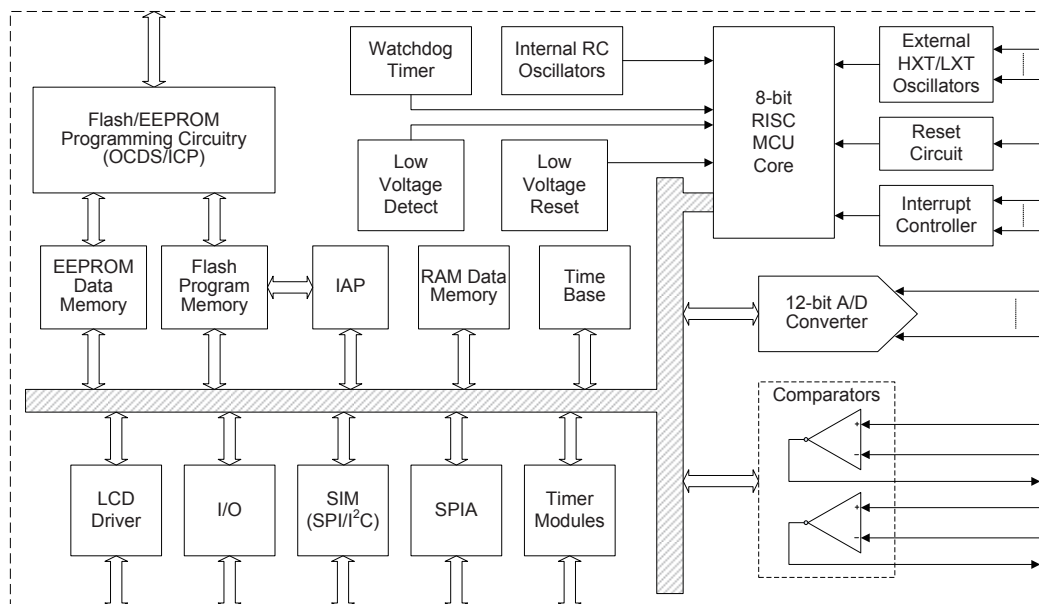 Watchdog
Timer
Internal RC
Oscillators
8-bit
RISC
MCU
Core
External
HXT/LXT
Oscillators
Flash/EEPROM
Programming Circuitry
(OCDS/ICP)
Reset
Circuit
Low
Voltage
Detect
Low
Voltage
Reset
Interrupt
Controller
EEPROM
Data
Memory
Flash
Program
Memory
IAP
RAM Data
Memory
Time
Base
12-bit A/D
Converter
Comparators
+
−
+
−
LCD
Driver
I/O
SIM
(SPI/I²C)
SPIA
Timer
Modules